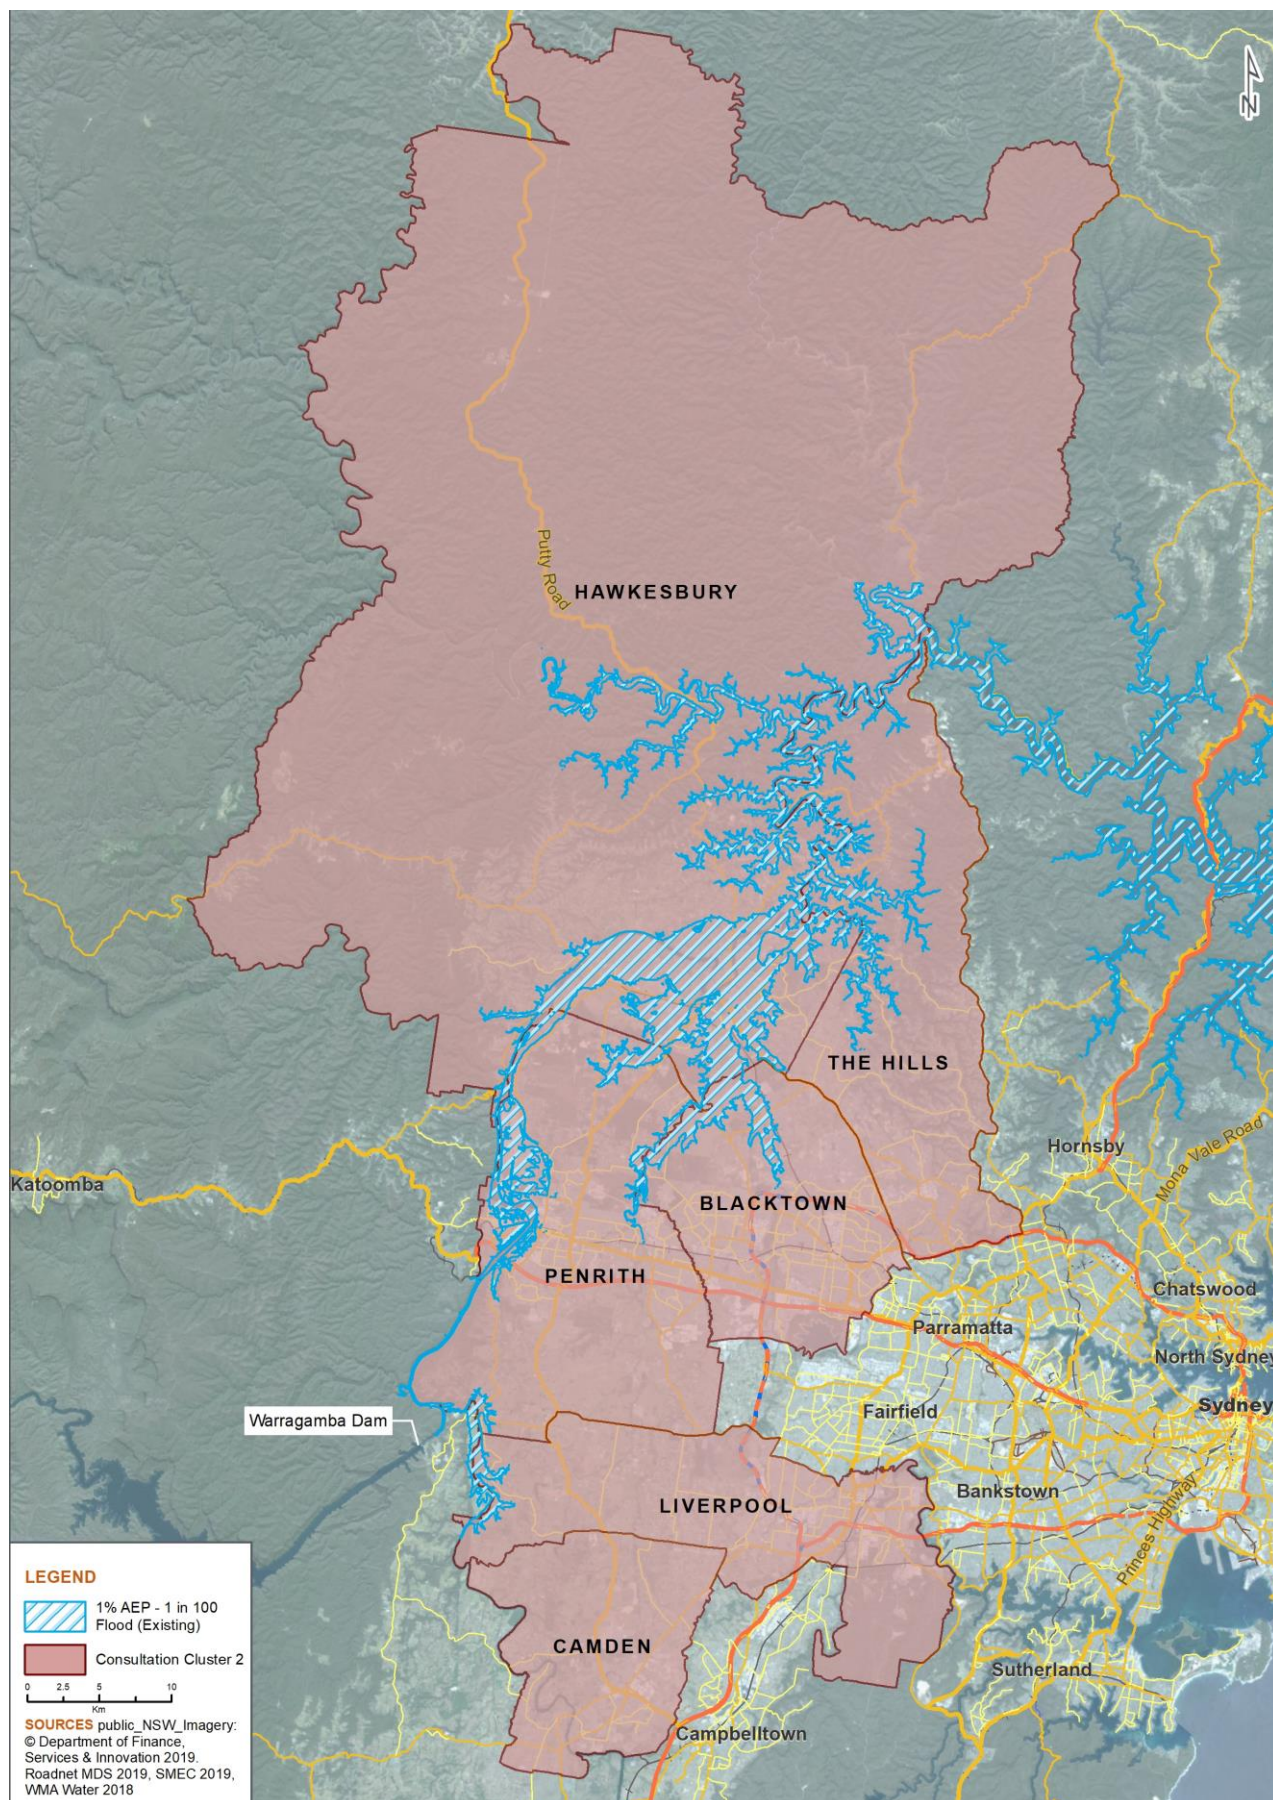 N
Putty Road
HAWKESBURY
THE HILLS
Hornsby
Mona Vale Road
Katoomba
BLACKTOWN
PENRITH
Chatswood
Parramatta
North Sydney
Sydney
Fairfield
Warragamba Dam
Bankstown
LIVERPOOL
Princes Highway
CAMDEN
Sutherland
Campbelltown
LEGEND
1% AEP - 1 in 100
Flood (Existing)
Consultation Cluster 2
0 2.5 5 10
Km
SOURCES public_NSW_Imagery:
© Department of Finance,
Services & Innovation 2019.
Roadnet MDS 2019, SMEC 2019,
WMA Water 2018